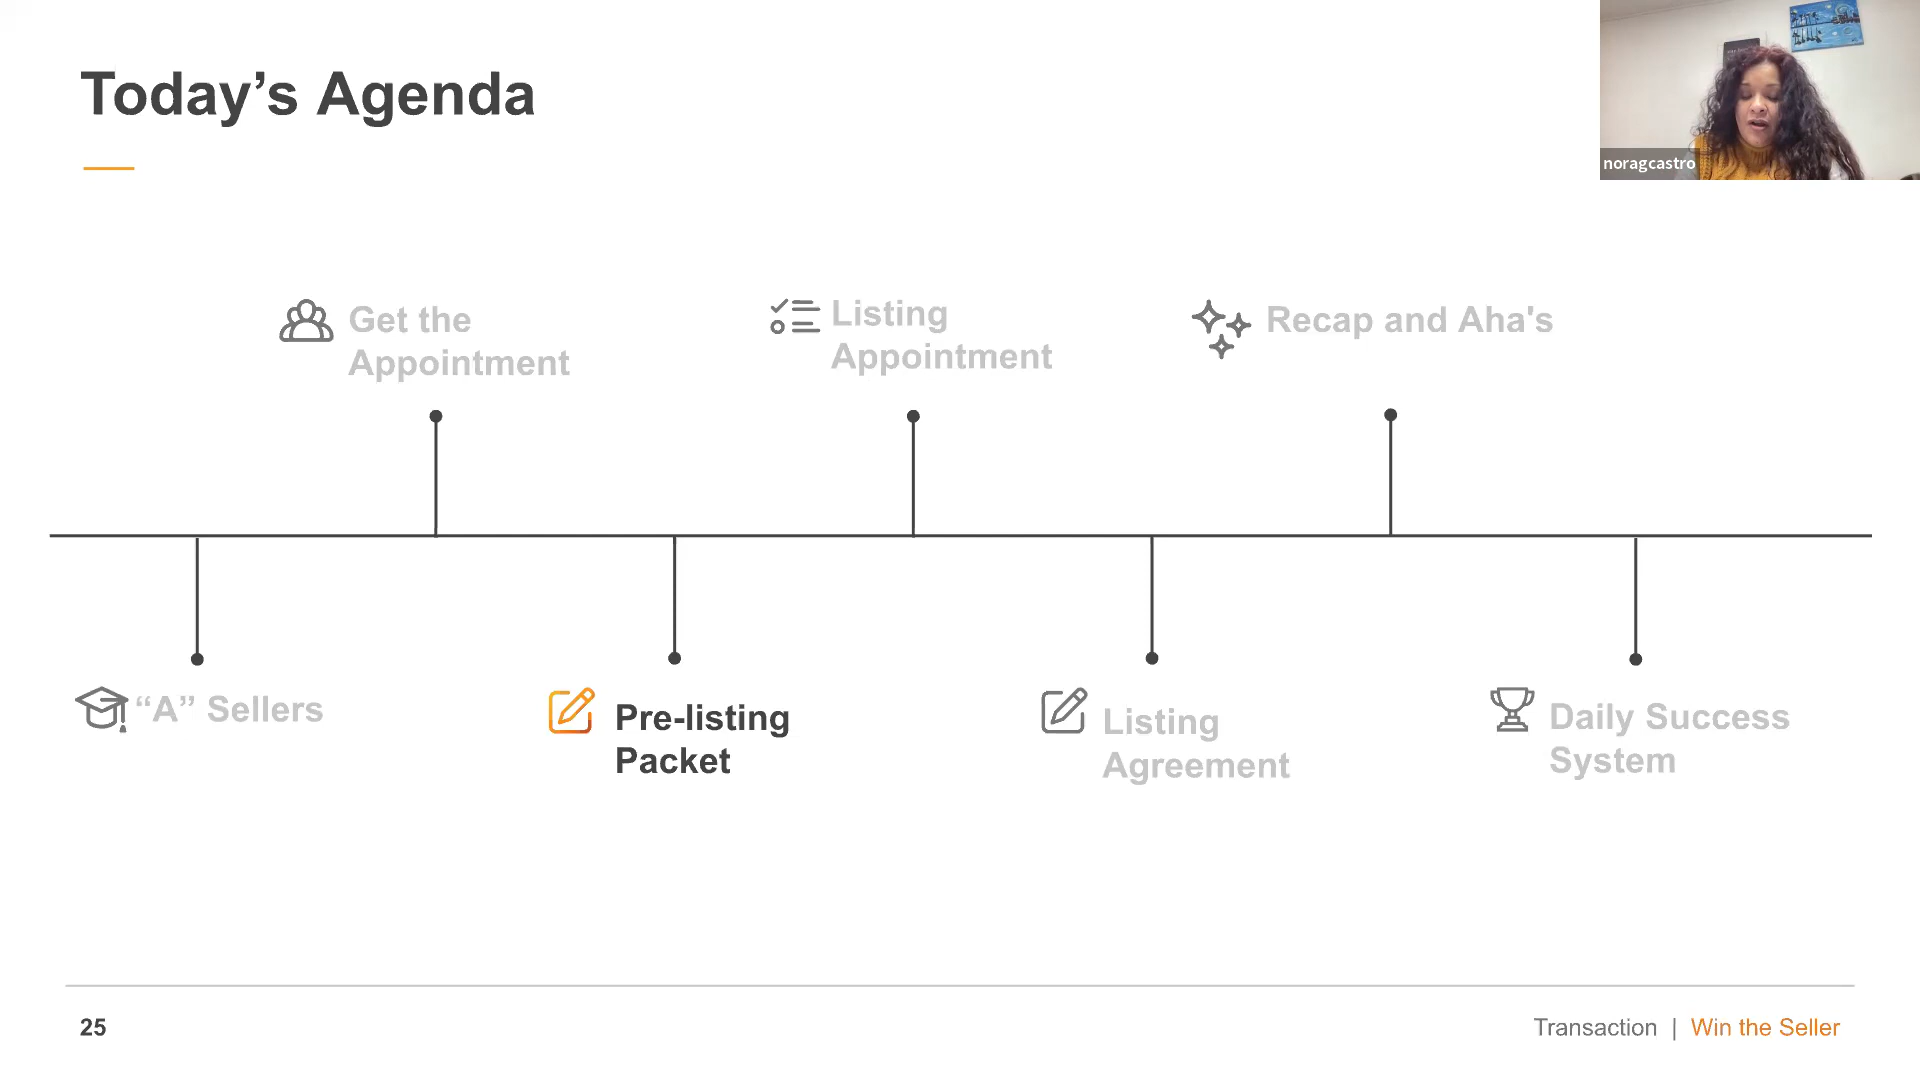 Today’s Agenda
noragcastro
Get the
Appointment
Listing
Appointment
Recap and Aha's
“A” Sellers
Pre-listing
Packet
Listing
Agreement
Daily Success
System
25
Transaction | Win the Seller